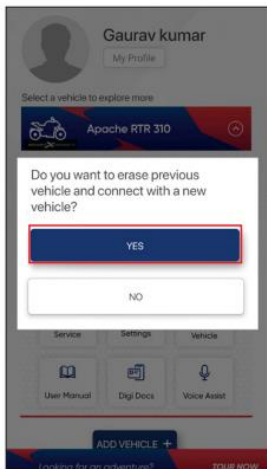 Gaurav kumar
My Profile
Select a vehicle to explore more
Apache RTR 310
Do you want to erase previous
vehicle and connect with a new
vehicle?
YES
NO
Service Settings Vehicle
User Manual Digi Docs Voice Assist
ADD VEHICLE +
Looking for an adventure? TOUR NOW